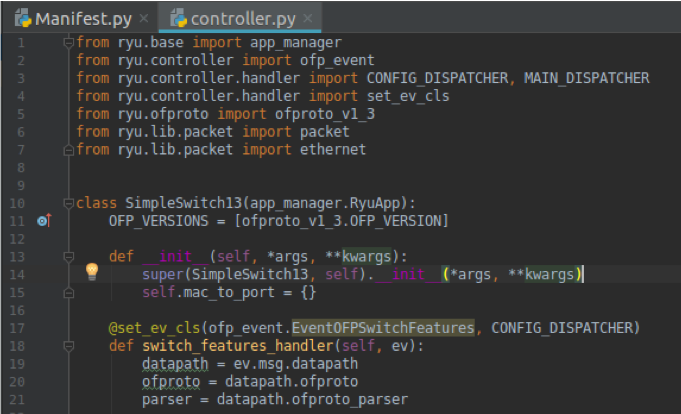 Manifest.py × controller.py ×
1 from ryu.base import app_manager
2 from ryu.controller import ofp_event
3 from ryu.controller.handler import CONFIG_DISPATCHER, MAIN_DISPATCHER
4 from ryu.controller.handler import set_ev_cls
5 from ryu.ofproto import ofproto_v1_3
6 from ryu.lib.packet import packet
7 from ryu.lib.packet import ethernet
8
9
10 class SimpleSwitch13(app_manager.RyuApp):
11     OFP_VERSIONS = [ofproto_v1_3.OFP_VERSION]
12
13     def __init__(self, *args, **kwargs):
14         super(SimpleSwitch13, self).__init__(*args, **kwargs)
15         self.mac_to_port = {}
16
17     @set_ev_cls(ofp_event.EventOFPSwitchFeatures, CONFIG_DISPATCHER)
18     def switch_features_handler(self, ev):
19         datapath = ev.msg.datapath
20         ofproto = datapath.ofproto
21         parser = datapath.ofproto_parser